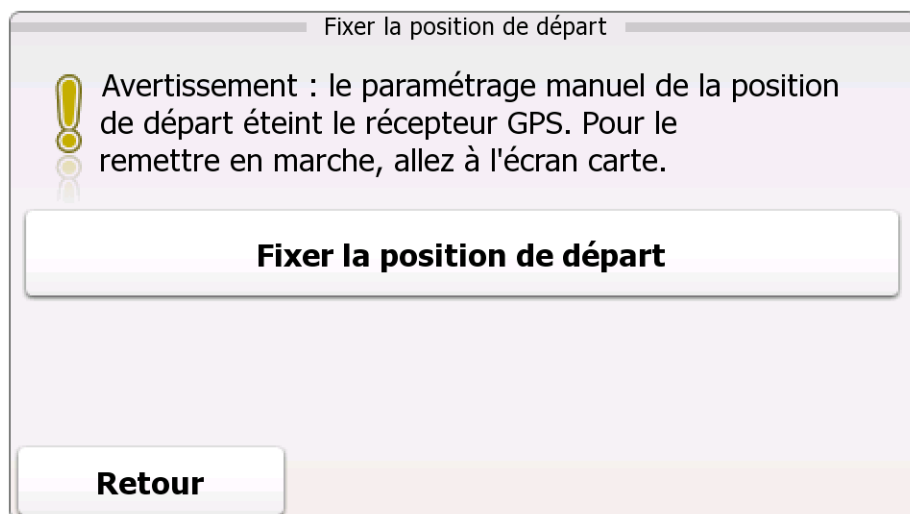 Fixer la position de départ
Avertissement : le paramétrage manuel de la position
de départ éteint le récepteur GPS. Pour le
remettre en marche, allez à l'écran carte.
Fixer la position de départ
Retour